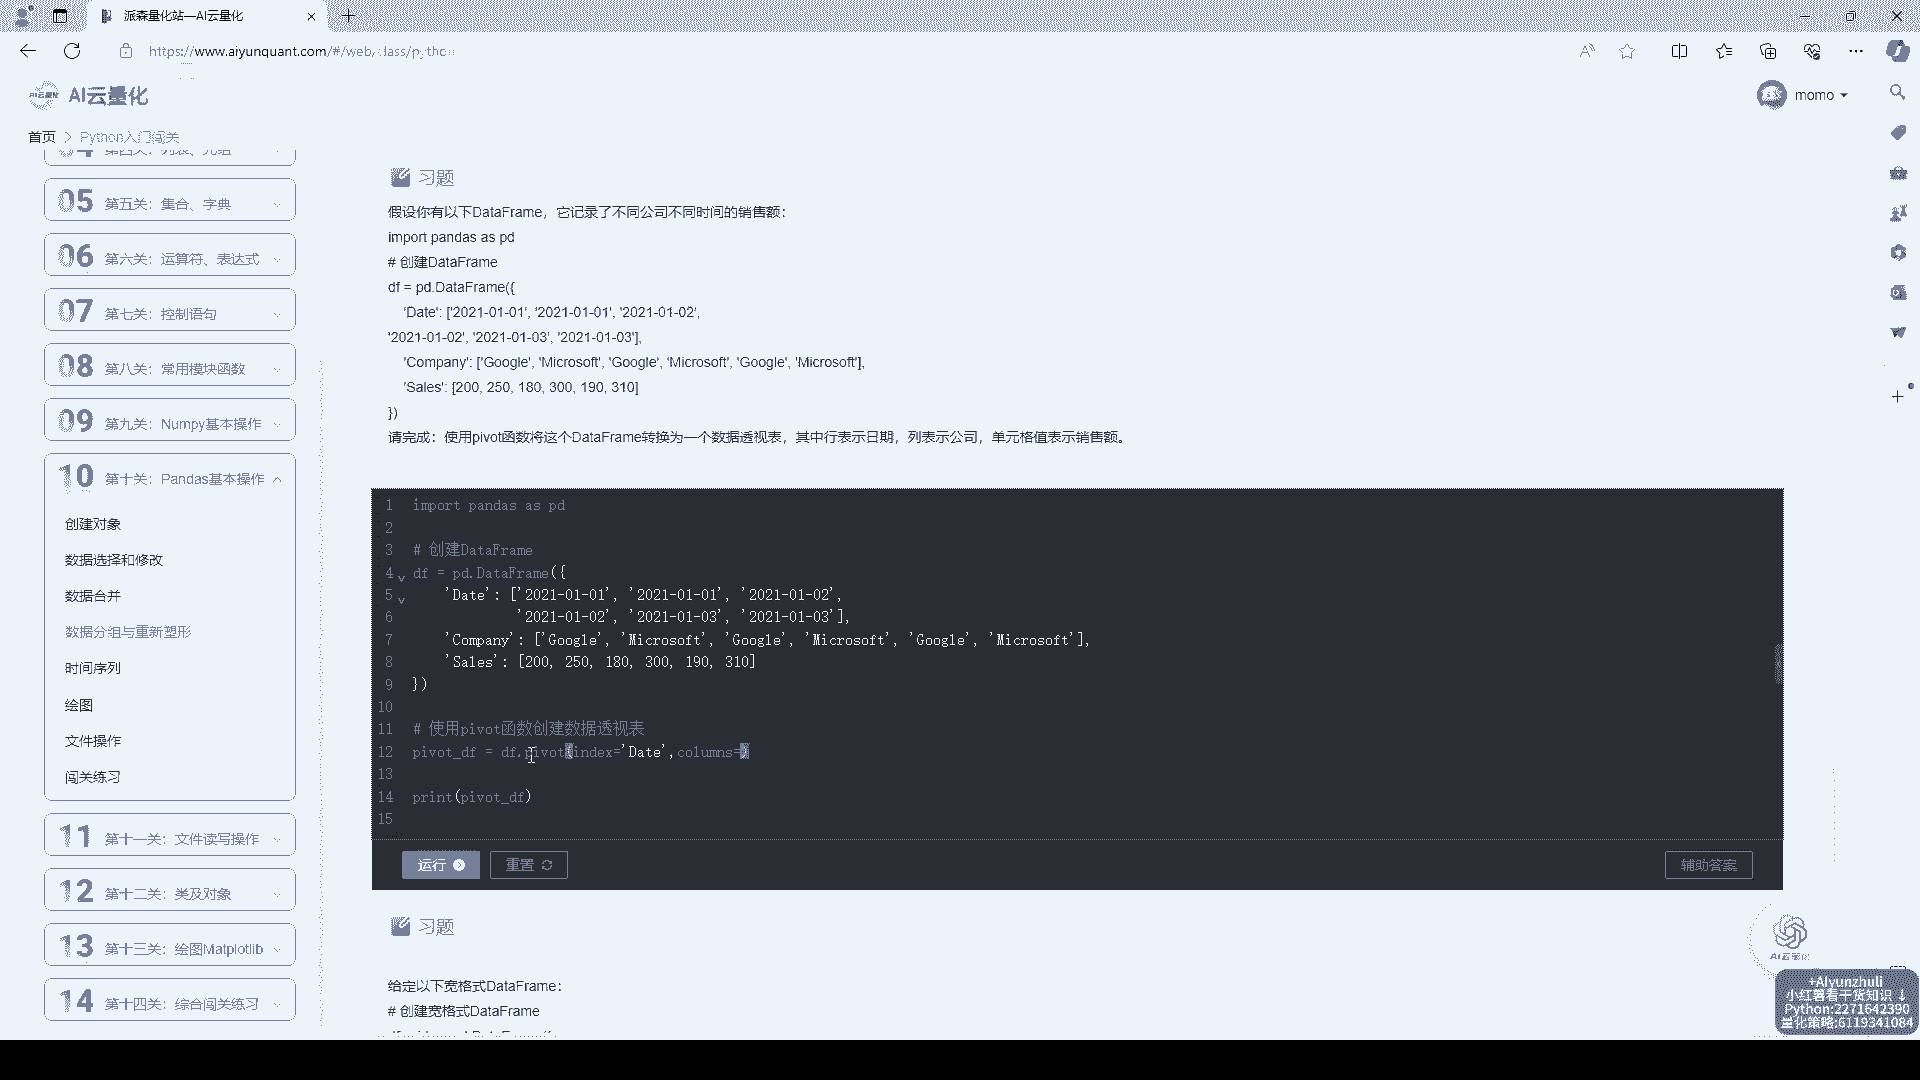 派森量化站—AI云量化
https://www.aiyunquant.com/#/web/class/python
AI云量化
momo
首页 > Python入门闯关
04 第四关：列表、元组
05 第五关：集合、字典
06 第六关：运算符、表达式
07 第七关：控制语句
08 第八关：常用模块函数
09 第九关：Numpy基本操作
10 第十关：Pandas基本操作
创建对象
数据选择和修改
数据合并
数据分组与重新塑形
时间序列
绘图
文件操作
闯关练习
11 第十一关：文件读写操作
12 第十二关：类及对象
13 第十三关：绘图Matplotlib
14 第十四关：综合闯关练习
习题
假设你有以下DataFrame，它记录了不同公司不同时间的销售额：
import pandas as pd
# 创建DataFrame
df = pd.DataFrame({
'Date': ['2021-01-01', '2021-01-01', '2021-01-02',
'2021-01-02', '2021-01-03', '2021-01-03'],
'Company': ['Google', 'Microsoft', 'Google', 'Microsoft', 'Google', 'Microsoft'],
'Sales': [200, 250, 180, 300, 190, 310]
})
请完成：使用pivot函数将这个DataFrame转换为一个数据透视表，其中行表示日期，列表示公司，单元格值表示销售额。
1 import pandas as pd
2
3 # 创建DataFrame
4 df = pd.DataFrame({
5 'Date': ['2021-01-01', '2021-01-01', '2021-01-02',
6 '2021-01-02', '2021-01-03', '2021-01-03'],
7 'Company': ['Google', 'Microsoft', 'Google', 'Microsoft', 'Google', 'Microsoft'],
8 'Sales': [200, 250, 180, 300, 190, 310]
9 })
10
11 # 使用pivot函数创建数据透视表
12 pivot_df = df.pivot(index='Date',columns=)
13
14 print(pivot_df)
15
运行
重置
辅助答案
习题
给定以下宽格式DataFrame：
# 创建宽格式DataFrame
AI云量化
+AIyunzhuli
小红薯看干货知识 ↓
Python:2271642390
量化策略:6119341084